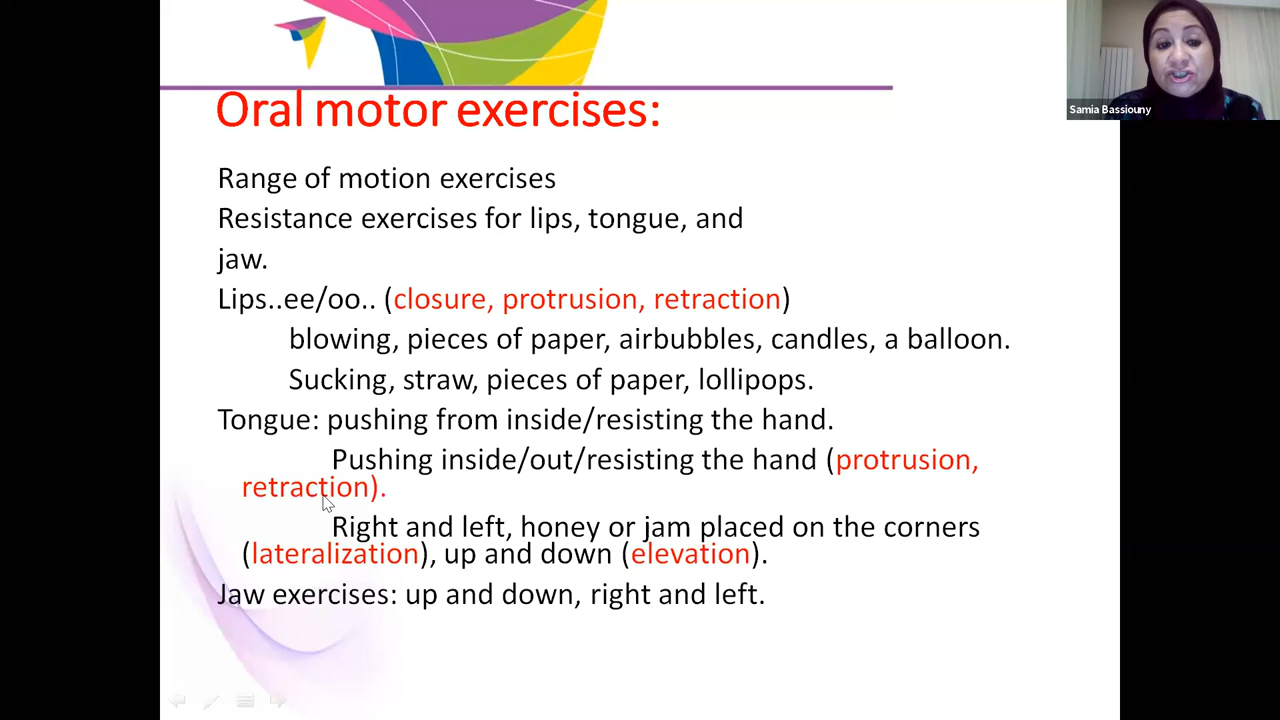 Samia Bassiouny
Oral motor exercises:
Range of motion exercises
Resistance exercises for lips, tongue, and
jaw.
Lips..ee/oo.. (closure, protrusion, retraction)
blowing, pieces of paper, airbubbles, candles, a balloon.
Sucking, straw, pieces of paper, lollipops.
Tongue: pushing from inside/resisting the hand.
Pushing inside/out/resisting the hand (protrusion,
retraction).
Right and left, honey or jam placed on the corners
(lateralization), up and down (elevation).
Jaw exercises: up and down, right and left.